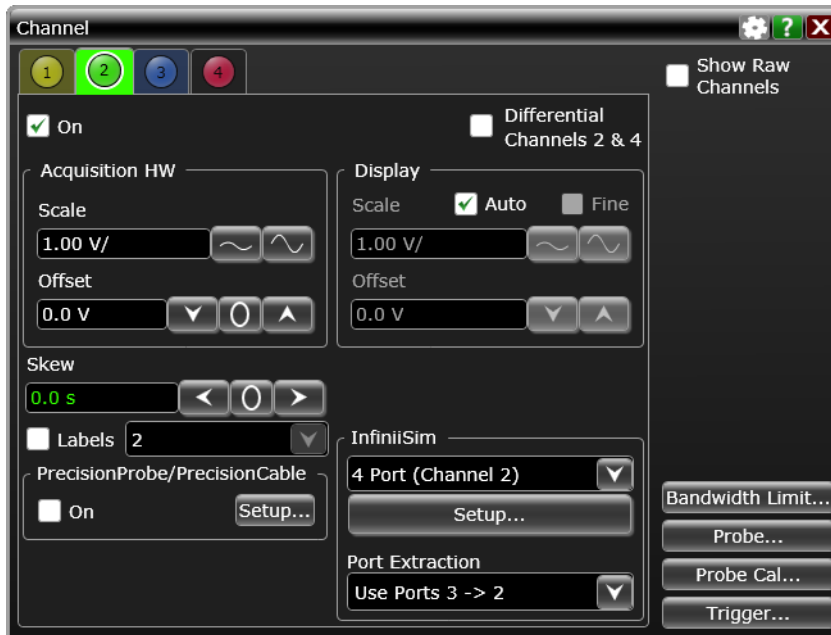 Channel
?
X
1
2
3
4
Show Raw
Channels
On
Differential
Channels 2 & 4
Acquisition HW
Display
Scale
Scale
Auto
Fine
1.00 V/
1.00 V/
Offset
Offset
0.0 V
0
0.0 V
Skew
0.0 s
0
Labels
2
InfiniiSim
PrecisionProbe/PrecisionCable
4 Port (Channel 2)
On
Setup...
Setup...
Bandwidth Limit...
Probe...
Port Extraction
Probe Cal...
Use Ports 3 -> 2
Trigger...